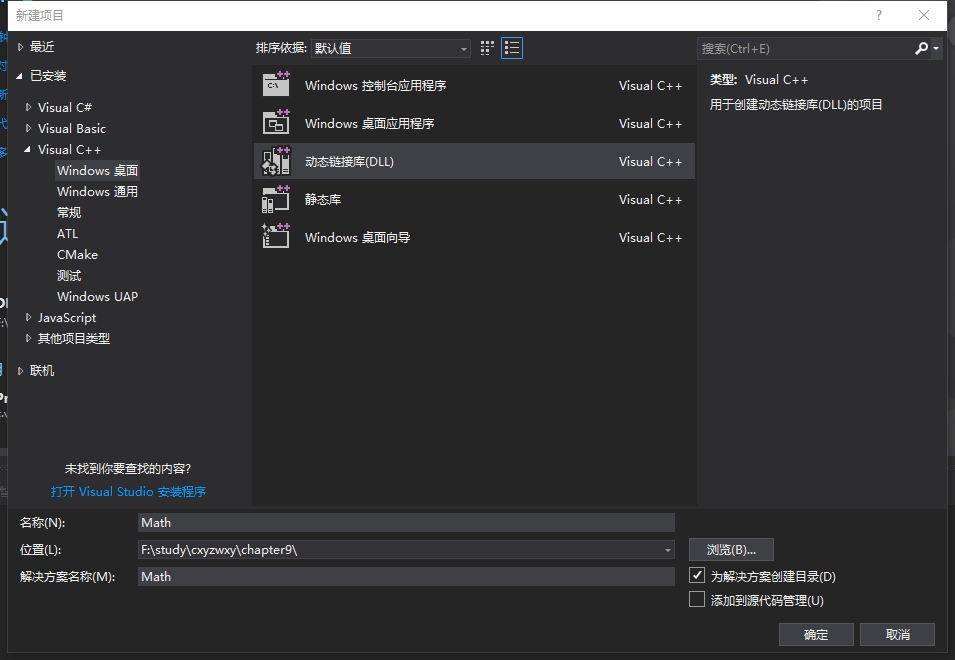 新建项目
?
最近
已安装
Visual C#
Visual Basic
Visual C++
Windows 桌面
Windows 通用
常规
ATL
CMake
测试
Windows UAP
JavaScript
其他项目类型
联机
未找到你要查找的内容?
打开 Visual Studio 安装程序
排序依据: 默认值
Windows 控制台应用程序 Visual C++
Windows 桌面应用程序 Visual C++
动态链接库(DLL) Visual C++
静态库 Visual C++
Windows 桌面向导 Visual C++
搜索(Ctrl+E)
类型: Visual C++
用于创建动态链接库(DLL)的项目
名称(N): Math
位置(L): F:\study\cxyzwxy\chapter9\
浏览(B)...
解决方案名称(M): Math
为解决方案创建目录(D)
添加到源代码管理(U)
确定 取消